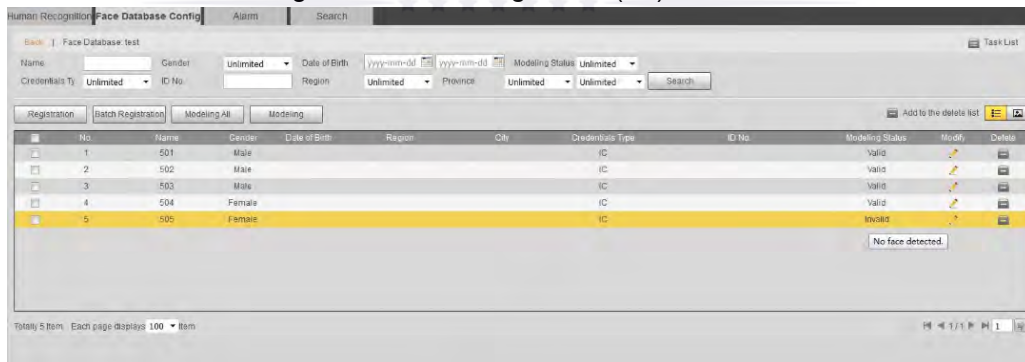 Human Recognition Face Database Config Alarm Search
Back | Face Database: test Task List
Name Gender Unlimited Date of Birth yyyy-mm-dd yyyy-mm-dd Modeling Status Unlimited
Credentials Ty Unlimited ID No. Region Unlimited Province Unlimited Unlimited Search
Registration Batch Registration Modeling All Modeling Add to the delete list
No. Name Gender Date of Birth Region City Credentials Type ID No. Modeling Status Modify Delete
1 501 Male IC Valid
2 502 Male IC Valid
3 503 Male IC Valid
4 504 Female IC Valid
5 505 Female IC Invalid
No face detected.
Totally 5 Item Each page displays 100 Item 1/1 1